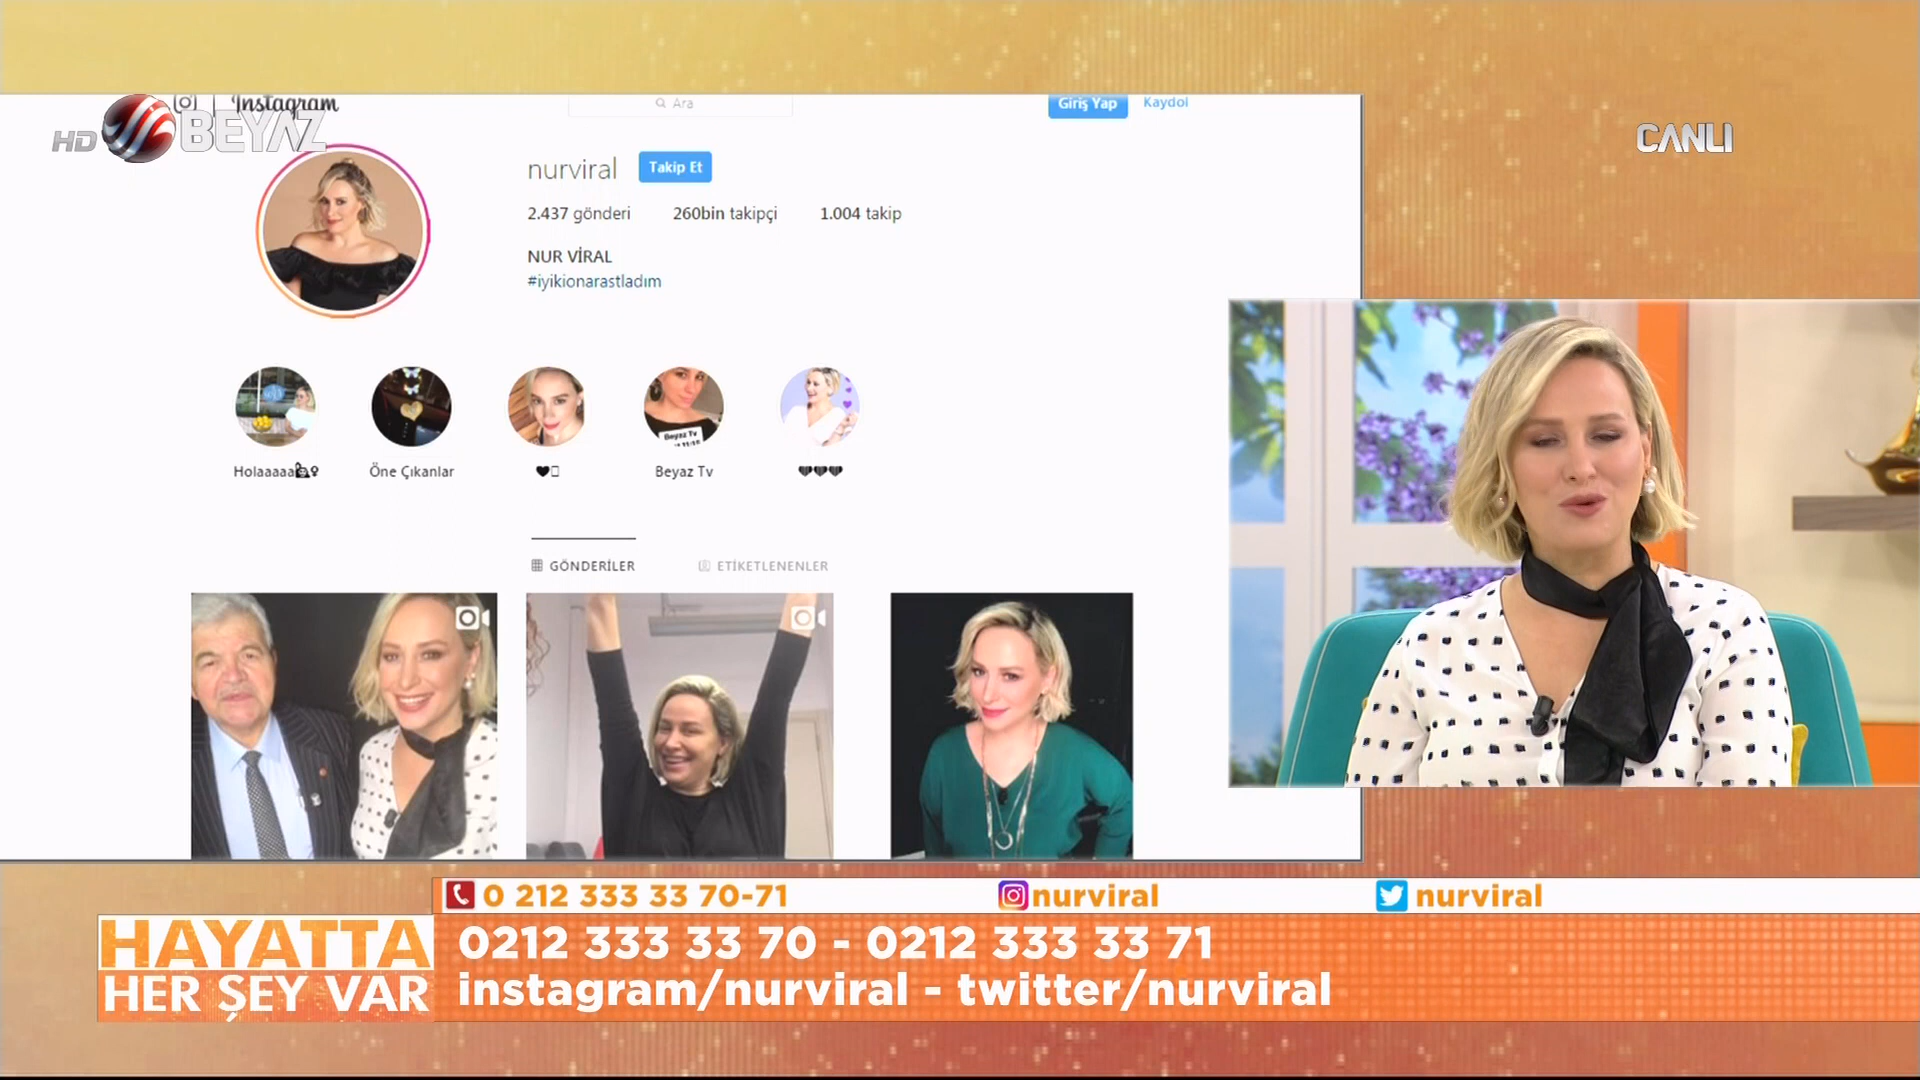 Instagram
Ara
Giriş Yap
Kaydol
HD BEYAZ
CANLI
nurviral
Takip Et
2.437 gönderi 260bin takipçi 1.004 takip
NUR VİRAL
#iyikionarastladım
Beyaz Tv
Holaaaaa
Öne Çıkanlar
Beyaz Tv
GÖNDERİLER
ETİKETLENENLER
0 212 333 33 70-71
nurviral
nurviral
HAYATTA
HER ŞEY VAR
0212 333 33 70 - 0212 333 33 71
instagram/nurviral - twitter/nurviral